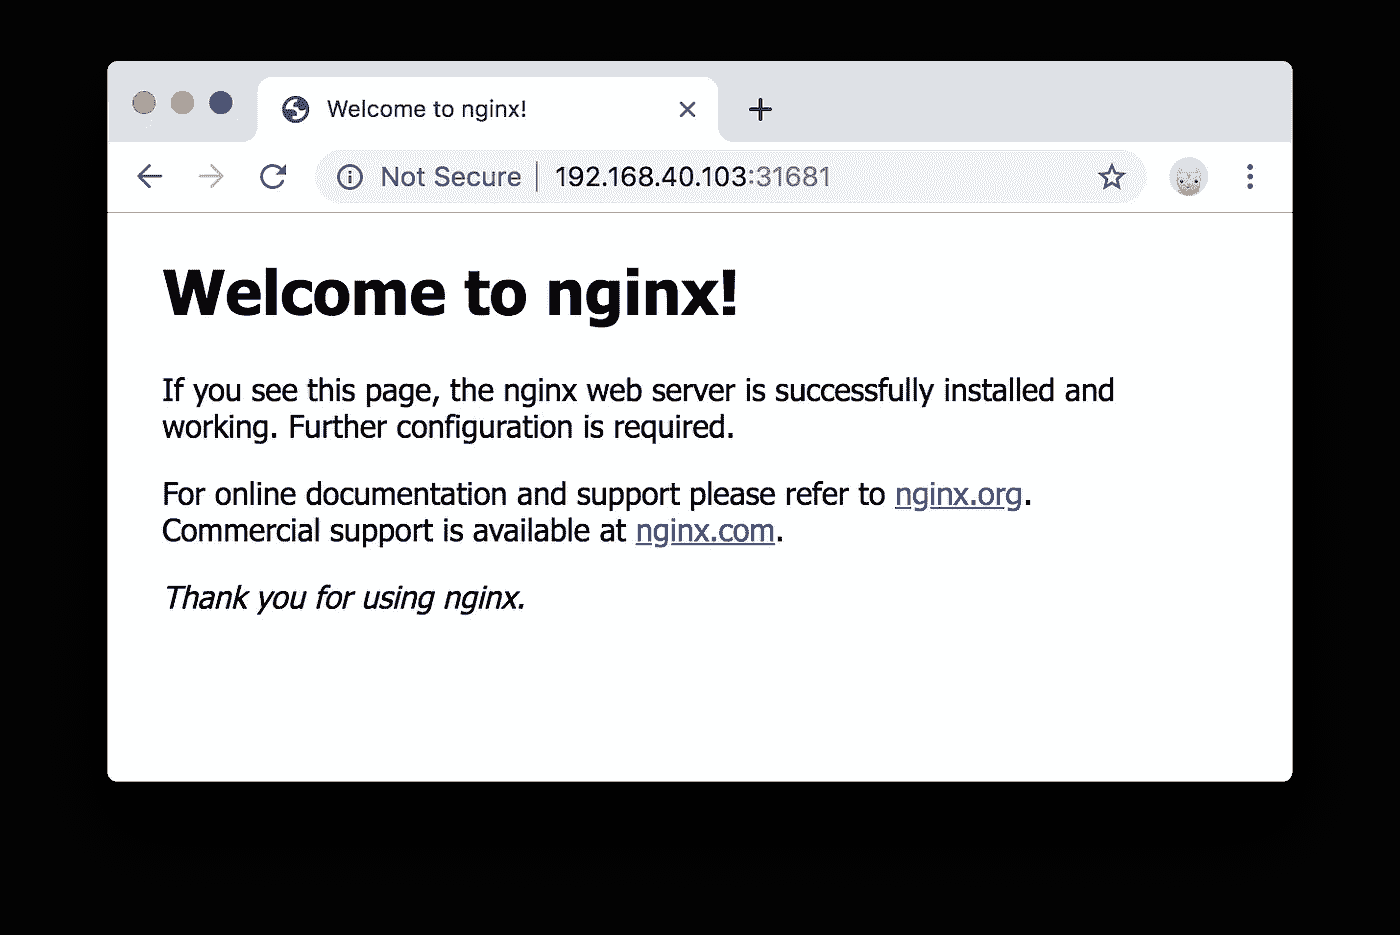 Welcome to nginx!
Not Secure | 192.168.40.103:31681
Welcome to nginx!
If you see this page, the nginx web server is successfully installed and
working. Further configuration is required.
For online documentation and support please refer to nginx.org.
Commercial support is available at nginx.com.
Thank you for using nginx.